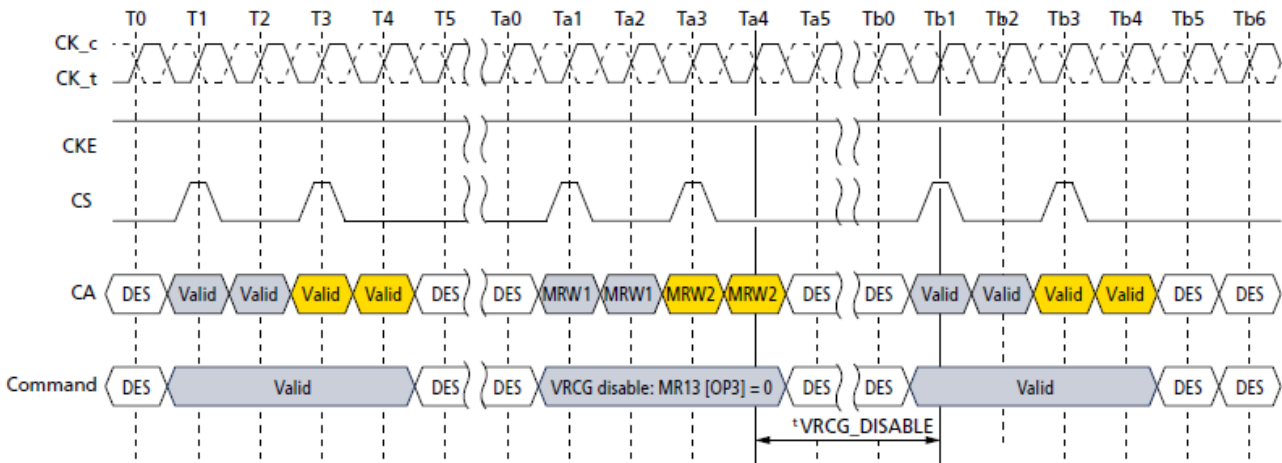 T0 T1 T2 T3 T4 T5 Ta0 Ta1 Ta2 Ta3 Ta4 Ta5 Tb0 Tb1 Tb2 Tb3 Tb4 Tb5 Tb6
CK_c
CK_t
CKE
CS
CA DES Valid Valid Valid Valid DES DES MRW1 MRW1 MRW2 MRW2 DES DES Valid Valid Valid Valid DES DES
Command DES Valid DES DES VRCG disable: MR13 [OP3] = 0 DES DES Valid DES DES
tVRCG_DISABLE